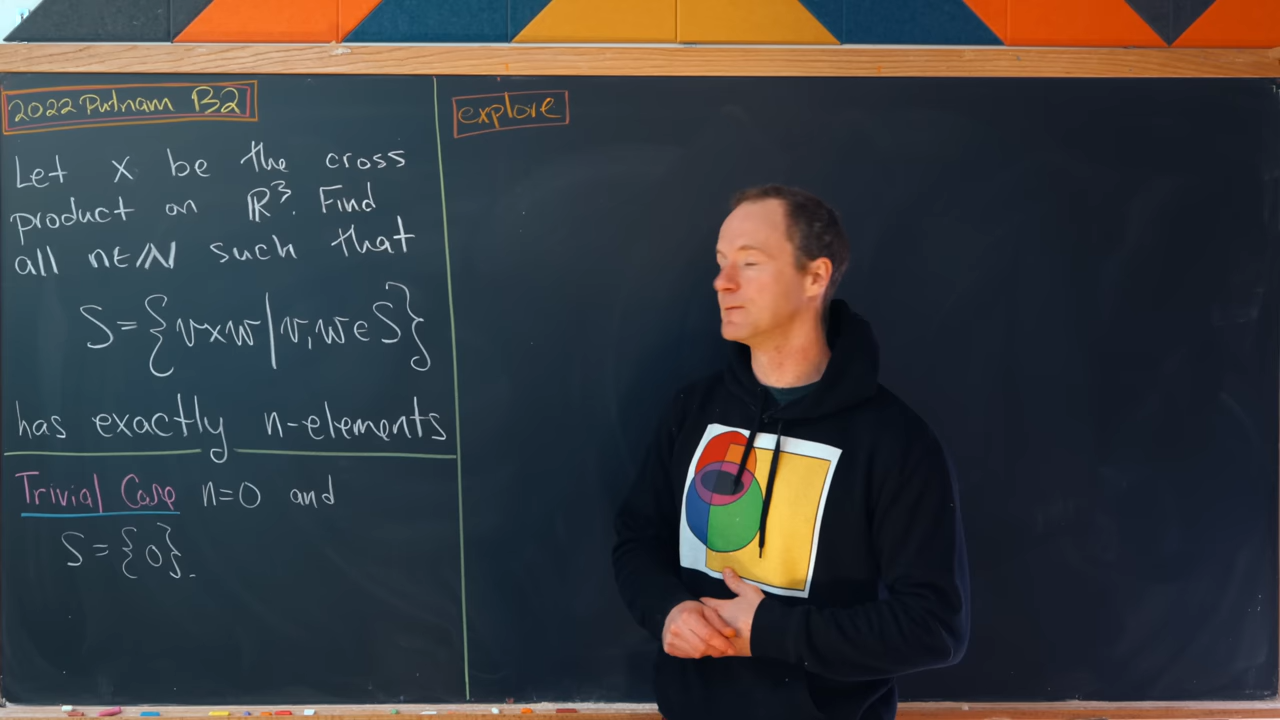 2022 Putnam B2
Let x be the cross
product on ℝ³. Find
all n∈ℕ such that
S={v×w|v,w∈S}
has exactly n-elements
Trivial Case n=0 and
S={0}.
explore